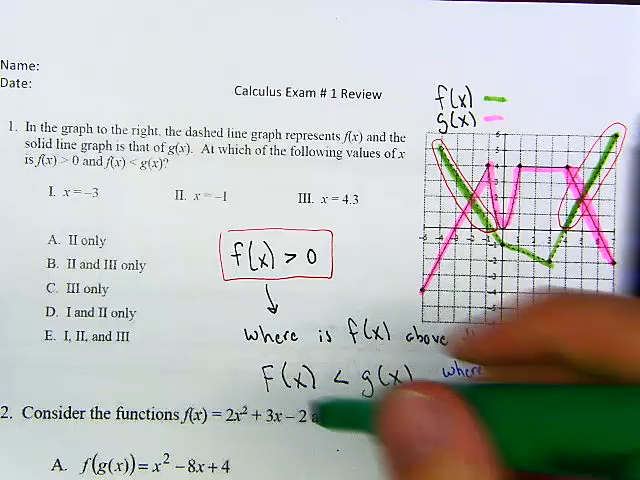 Name:
Date:
Calculus Exam # 1 Review
f(x)
g(x)
1. In the graph to the right, the dashed line graph represents f(x) and the
solid line graph is that of g(x). At which of the following values of x
is f(x) > 0 and f(x) < g(x)?
I. x = −3 II. x = −1 III. x = 4.3
A. II only
B. II and III only
C. III only
D. I and II only
E. I, II, and III
f(x) > 0
where is f(x) above
f(x) < g(x) where
2. Consider the functions f(x) = 2x² + 3x − 2
A. f(g(x)) = x² − 8x + 4